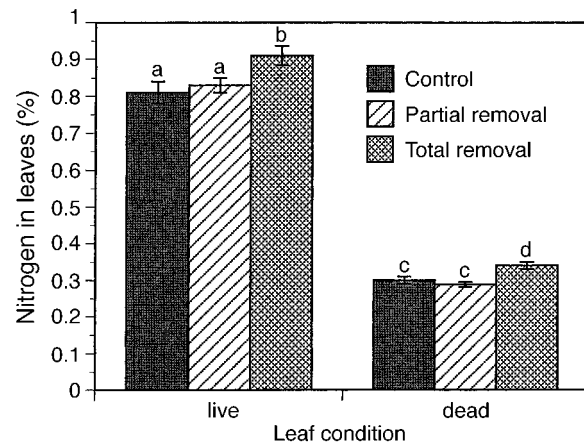 Nitrogen in leaves (%)
1
0.9
0.8
0.7
0.6
0.5
0.4
0.3
0.2
0.1
0
a
a
b
c
c
d
Control
Partial removal
Total removal
live
dead
Leaf condition